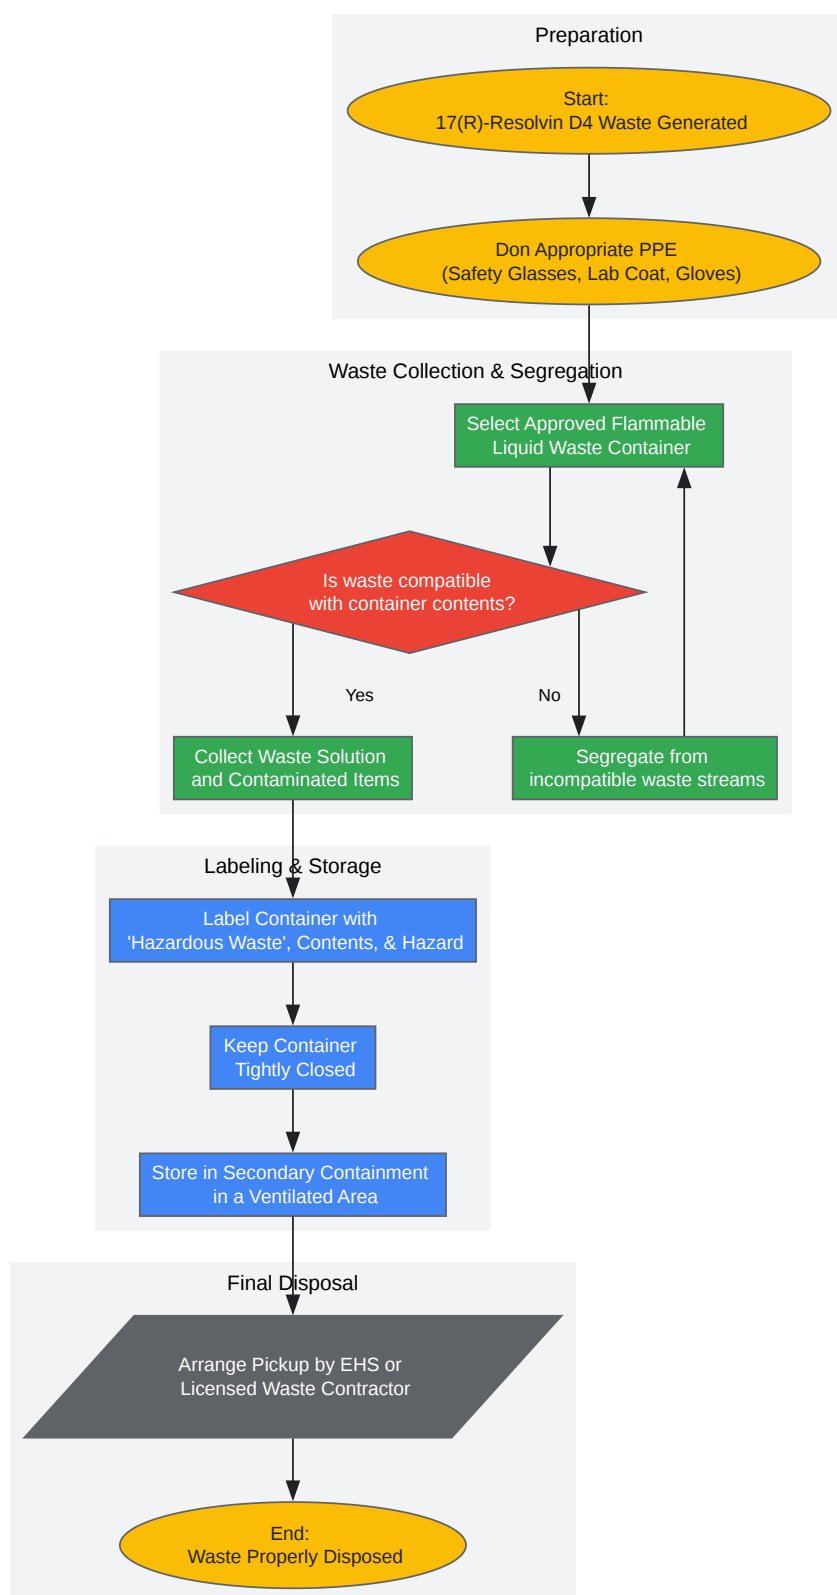 Preparation
Start:
17(R)-Resolvin D4 Waste Generated
Don Appropriate PPE
(Safety Glasses, Lab Coat, Gloves)
Waste Collection & Segregation
Select Approved Flammable
Liquid Waste Container
Is waste compatible
with container contents?
Yes
No
Collect Waste Solution
and Contaminated Items
Segregate from
incompatible waste streams
Labeling & Storage
Label Container with
'Hazardous Waste', Contents, & Hazard
Keep Container
Tightly Closed
Store in Secondary Containment
in a Ventilated Area
Final Disposal
Arrange Pickup by EHS or
Licensed Waste Contractor
End:
Waste Properly Disposed